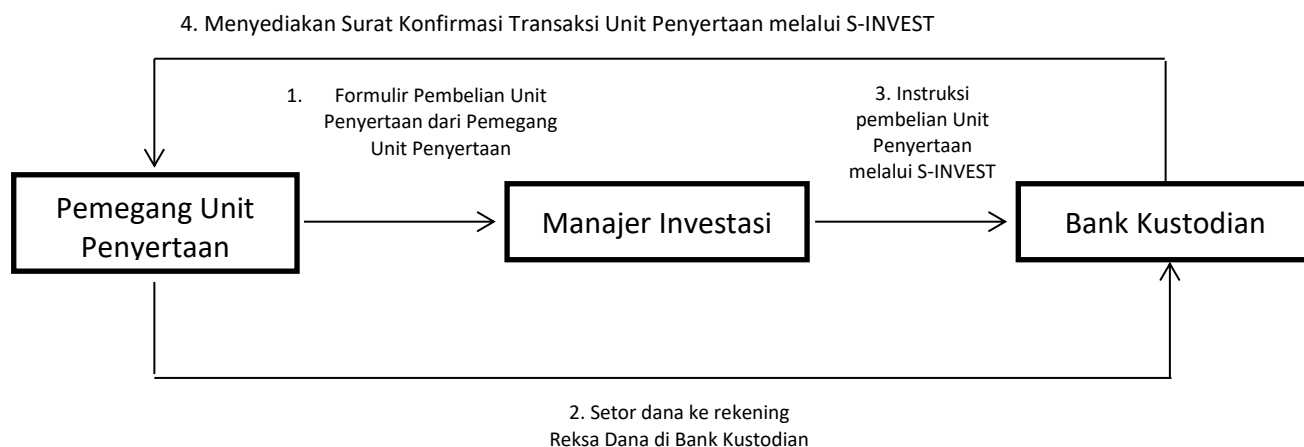 4. Menyediakan Surat Konfirmasi Transaksi Unit Penyertaan melalui S-INVEST
1. Formulir Pembelian Unit
Penyertaan dari Pemegang
Unit Penyertaan
3. Instruksi
pembelian Unit
Penyertaan
melalui S-INVEST
Pemegang Unit
Penyertaan
Manajer Investasi
Bank Kustodian
2. Setor dana ke rekening
Reksa Dana di Bank Kustodian